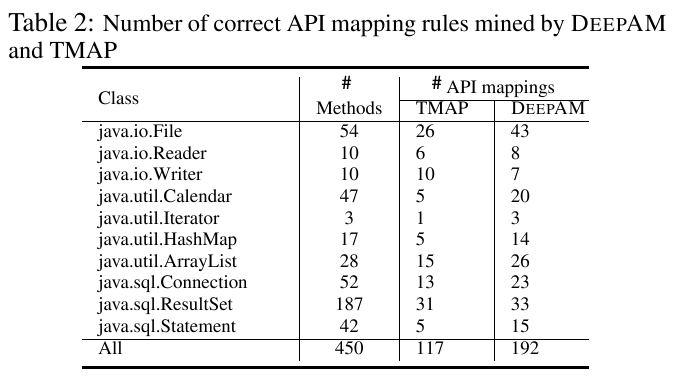 Table 2: Number of correct API mapping rules mined by DEEPAM
and TMAP
Class # Methods # API mappings
TMAP DEEPAM
java.io.File 54 26 43
java.io.Reader 10 6 8
java.io.Writer 10 10 7
java.util.Calendar 47 5 20
java.util.Iterator 3 1 3
java.util.HashMap 17 5 14
java.util.ArrayList 28 15 26
java.sql.Connection 52 13 23
java.sql.ResultSet 187 31 33
java.sql.Statement 42 5 15
All 450 117 192